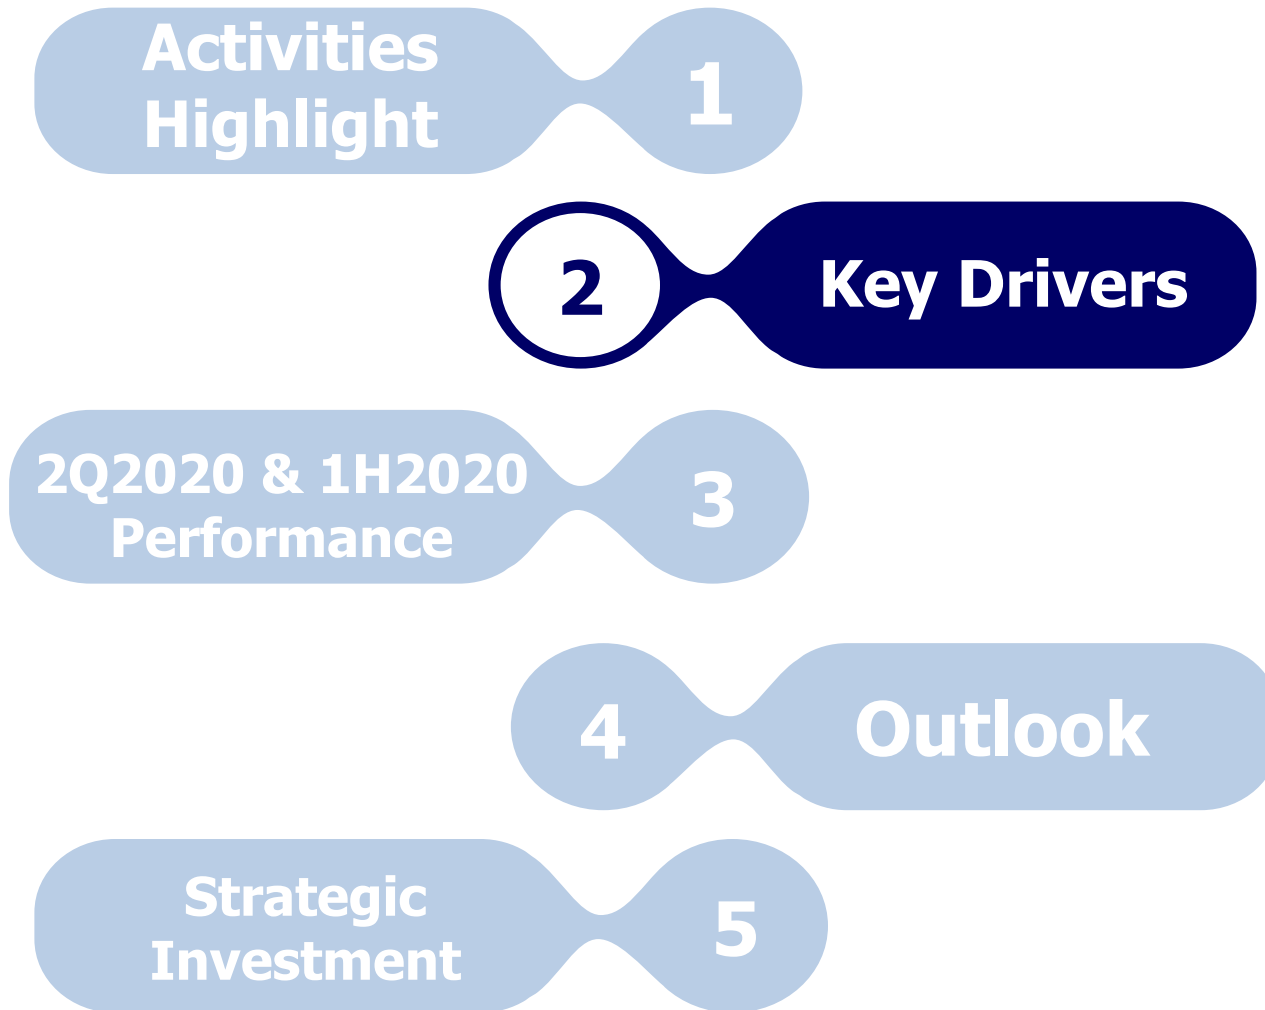 Activities
Highlight
1
2
Key Drivers
2Q2020 & 1H2020
Performance
3
4
Outlook
Strategic
Investment
5